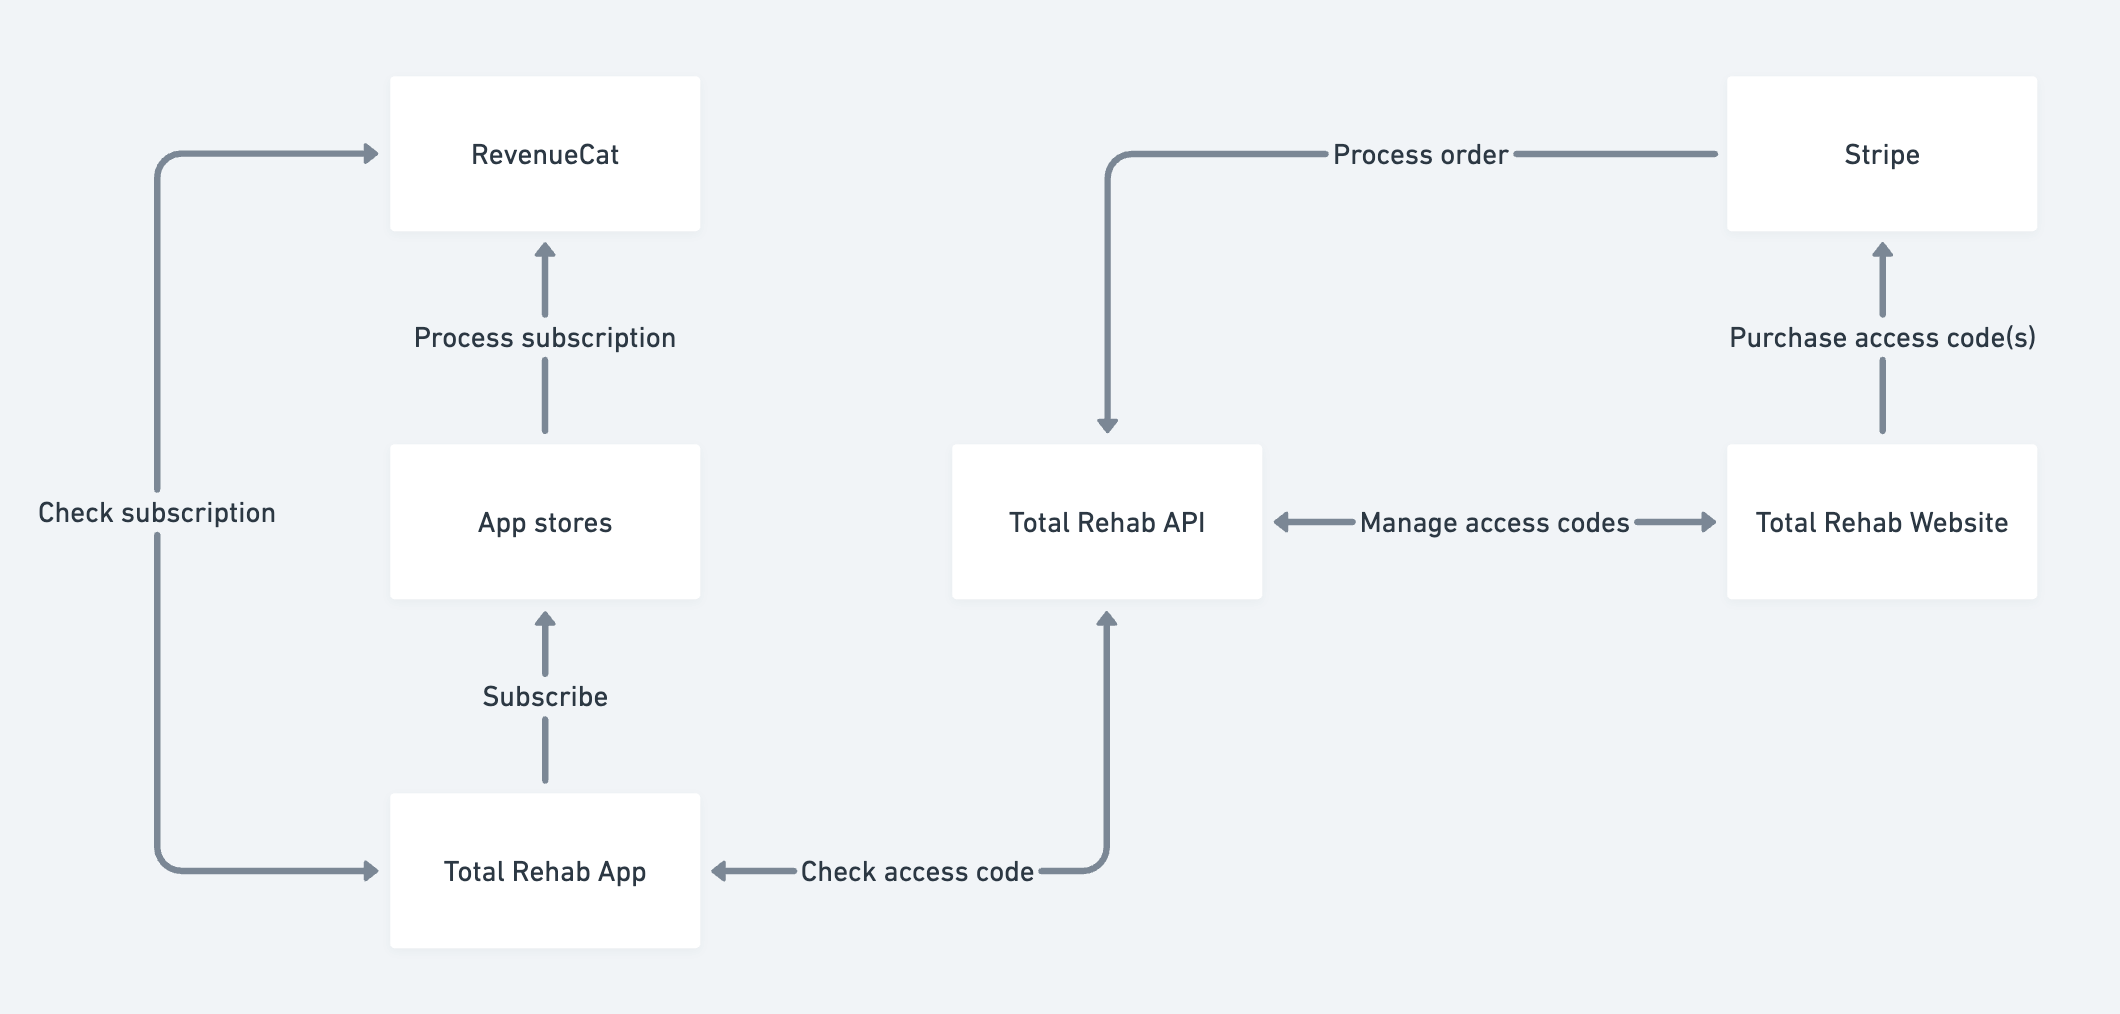 RevenueCat
Process order
Stripe
Process subscription
Purchase access code(s)
Check subscription
App stores
Total Rehab API
Manage access codes
Total Rehab Website
Subscribe
Total Rehab App
Check access code